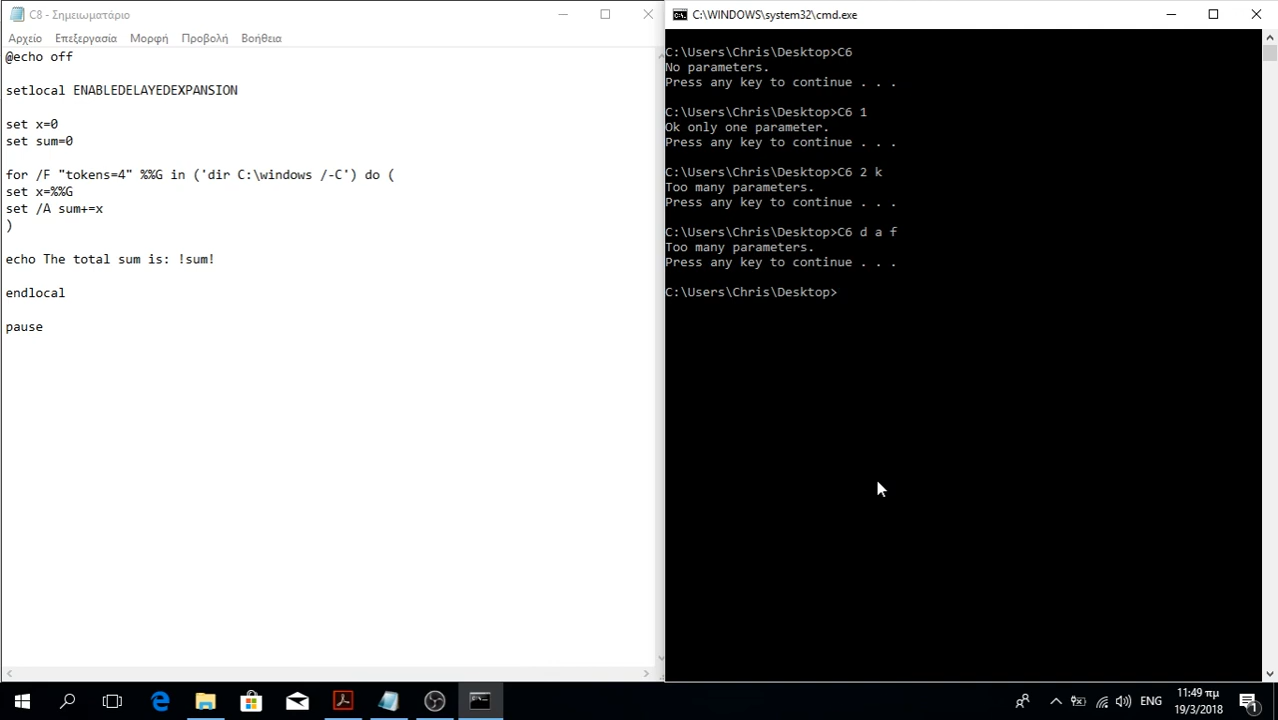 C8 - Σημειωματάριο
Αρχείο Επεξεργασία Μορφή Προβολή Βοήθεια
@echo off
setlocal ENABLEDELAYEDEXPANSION
set x=0
set sum=0
for /F "tokens=4" %%G in ('dir C:\windows /-C') do (
set x=%%G
set /A sum+=x
)
echo The total sum is: !sum!
endlocal
pause
C:\WINDOWS\system32\cmd.exe
C:\Users\Chris\Desktop>C6
No parameters.
Press any key to continue . . .
C:\Users\Chris\Desktop>C6 1
Ok only one parameter.
Press any key to continue . . .
C:\Users\Chris\Desktop>C6 2 k
Too many parameters.
Press any key to continue . . .
C:\Users\Chris\Desktop>C6 d a f
Too many parameters.
Press any key to continue . . .
C:\Users\Chris\Desktop>
ENG
11:49 πμ
19/3/2018
1